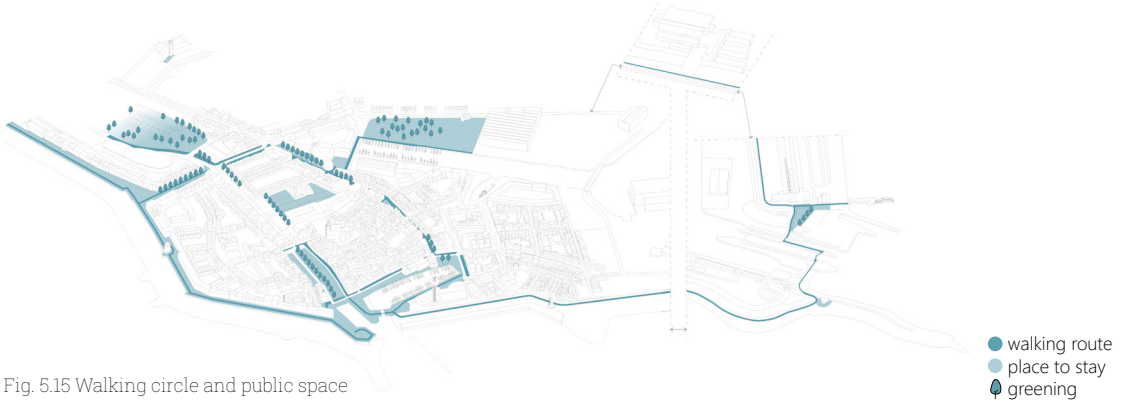 walking route
place to stay
greening
Fig. 5.15 Walking circle and public space